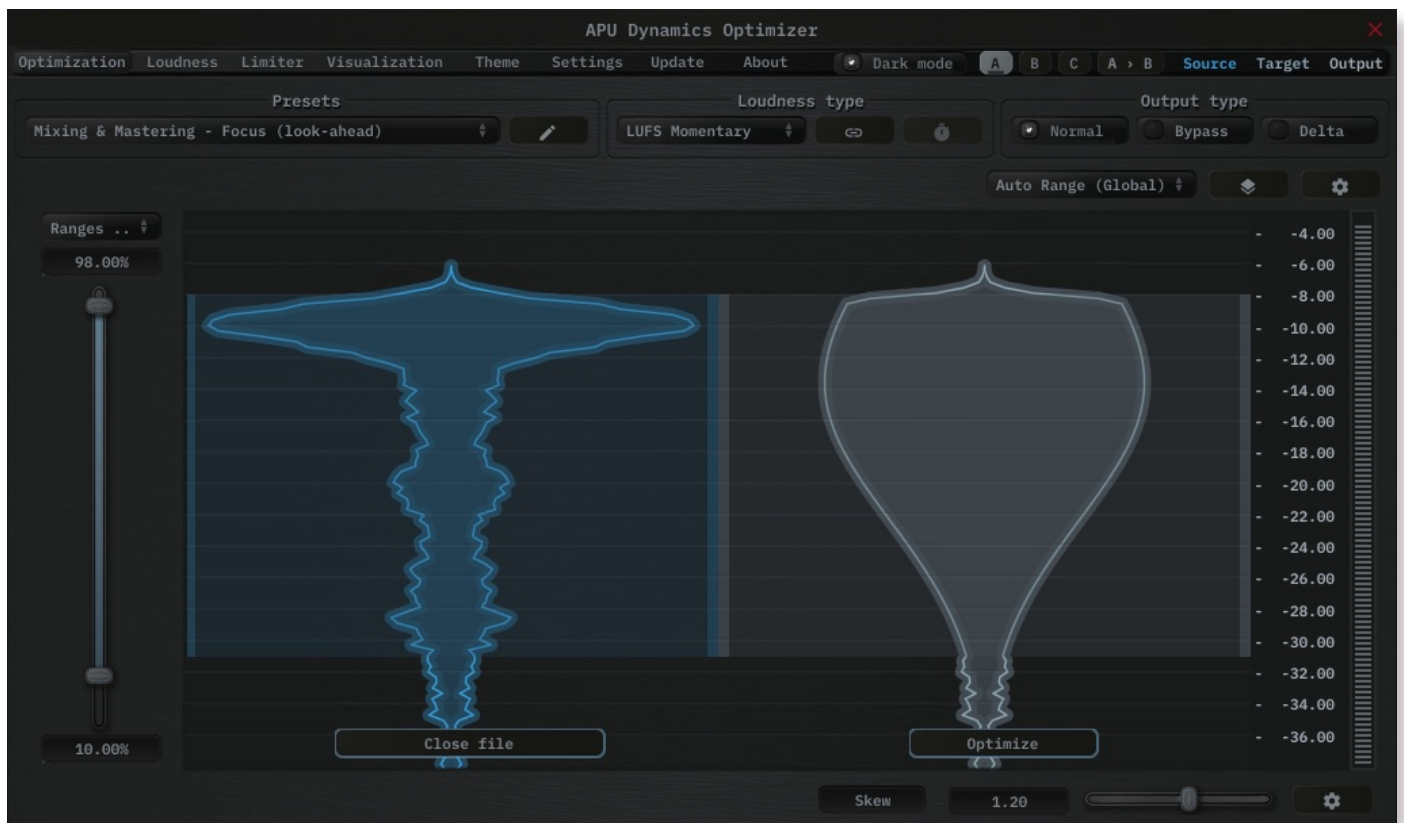 APU Dynamics Optimizer
Optimization Loudness Limiter Visualization Theme Settings Update About Dark mode A B C A › B Source Target Output
Presets Loudness type Output type
Mixing & Mastering - Focus (look-ahead) LUFS Momentary Normal Bypass Delta
Auto Range (Global)
Ranges ..
98.00%
- -4.00
- -6.00
- -8.00
- -10.00
- -12.00
- -14.00
- -16.00
- -18.00
- -20.00
- -22.00
- -24.00
- -26.00
- -28.00
- -30.00
- -32.00
- -34.00
- -36.00
10.00%
Close file Optimize
Skew 1.20